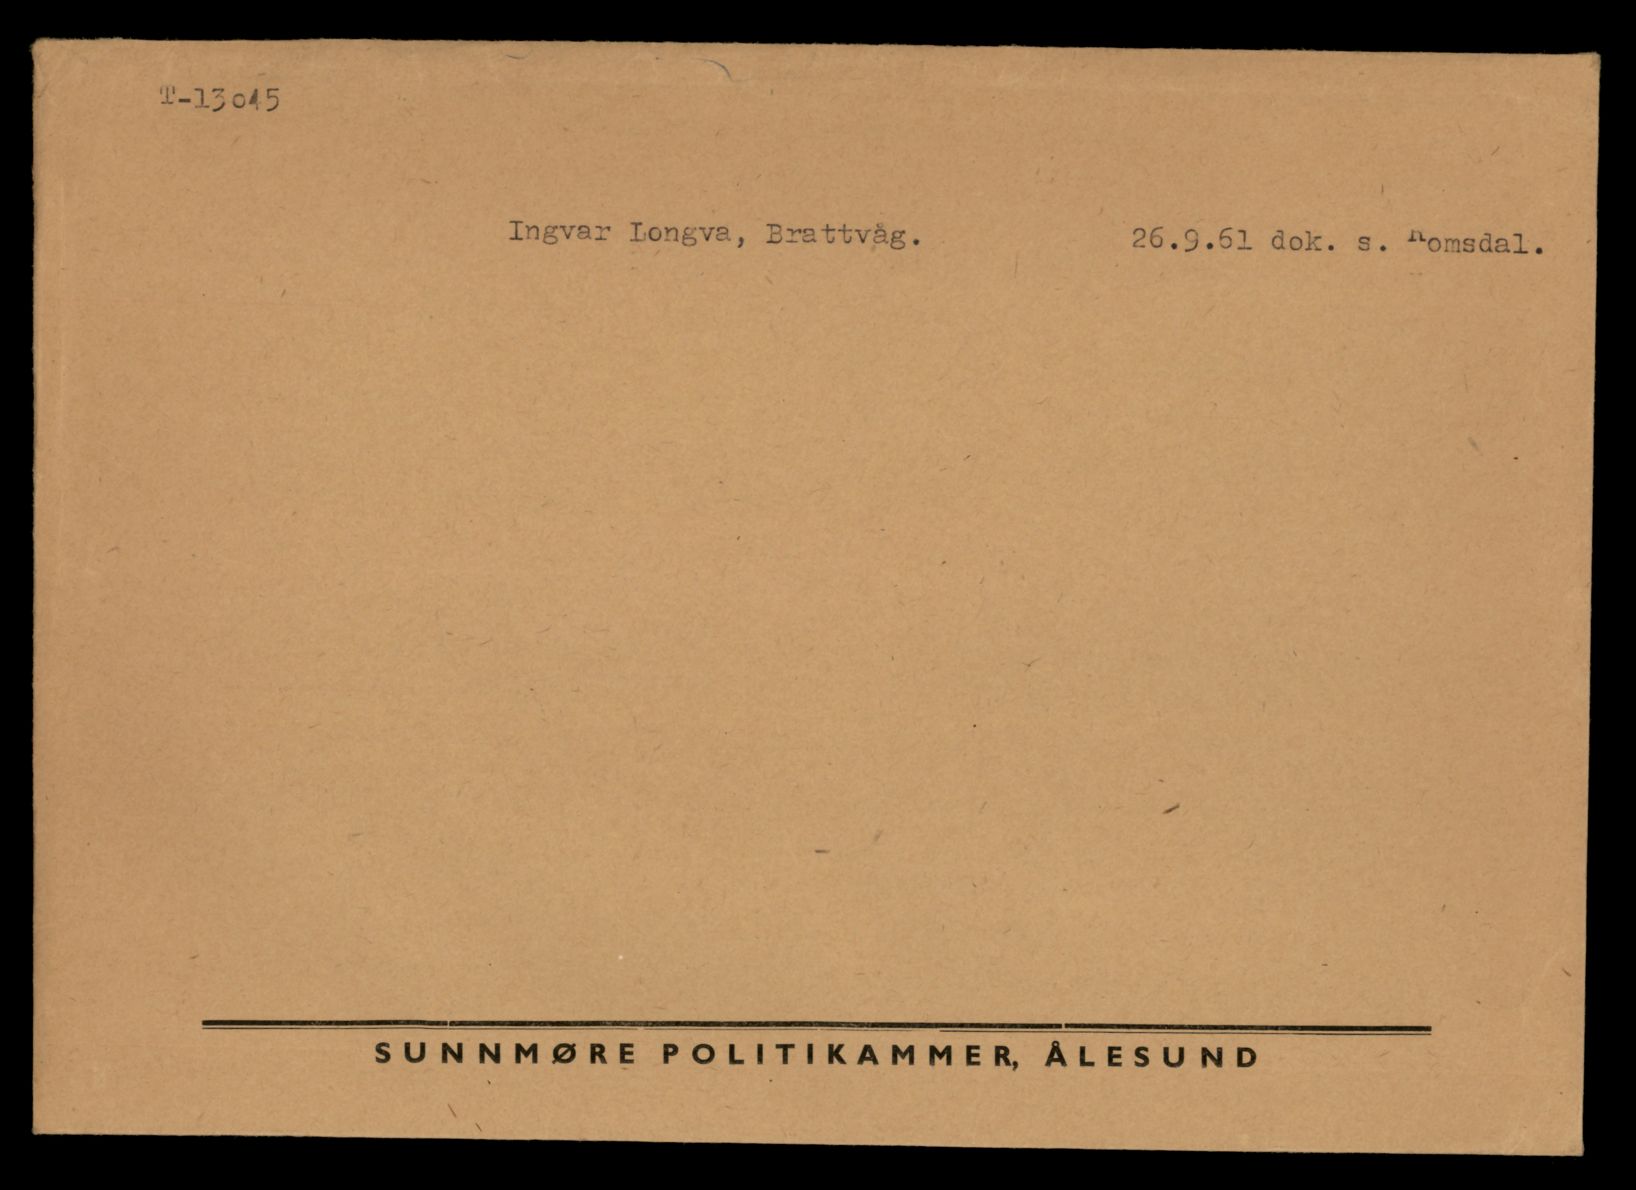 T-13045
Ingvar Longva, Brattvåg. 26.9.61 dok. s. Romsdal.
SUNNMØRE POLITIKAMMER, ÅLESUND